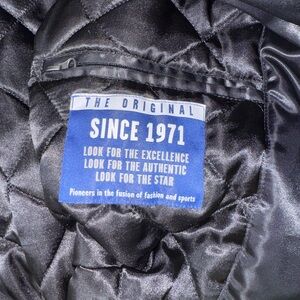 THE ORIGINAL
SINCE 1971
LOOK FOR THE EXCELLENCE
LOOK FOR THE AUTHENTIC
LOOK FOR THE STAR
Pioneers in the fusion of fashion and sports